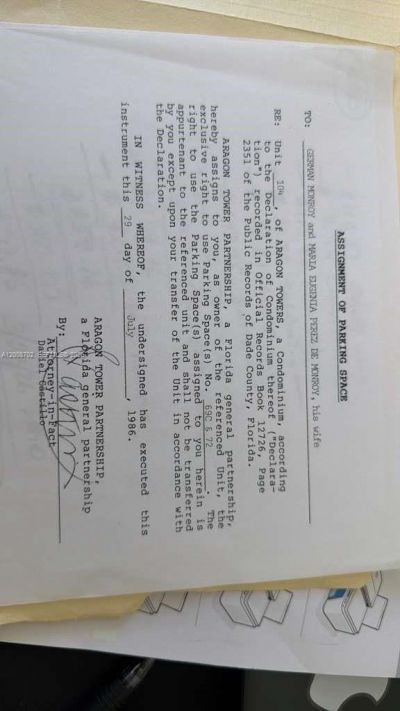 ASSIGNMENT OF PARKING SPACE
TO: GERMAN MONROY and MARIA EUGENIA PEREZ DE MONROY, his wife
RE: Unit 104, of ARAGON TOWERS, a Condominium, according
to the Declaration of Condominium thereof ("Declara-
tion") recorded in Official Records Book 12726, Page
2351 of the Public Records of Dade County, Florida.
ARAGON TOWER PARTNERSHIP, a Florida general partnership,
hereby assigns to you, as owner of the referenced Unit, the
exclusive right to use Parking Space(s) No. 69C & 72. The
right to use the Parking Space(s) assigned to you herein is
appurtenant to the referenced unit and shall not be transferred
by you except upon your transfer of the Unit in accordance with
the Declaration.
IN WITNESS WHEREOF, the undersigned has executed this
instrument this 29 day of July, 1986.
ARAGON TOWER PARTNERSHIP,
a Florida general partnership
By:
Attorney-in-Fact
Daniel Castillo